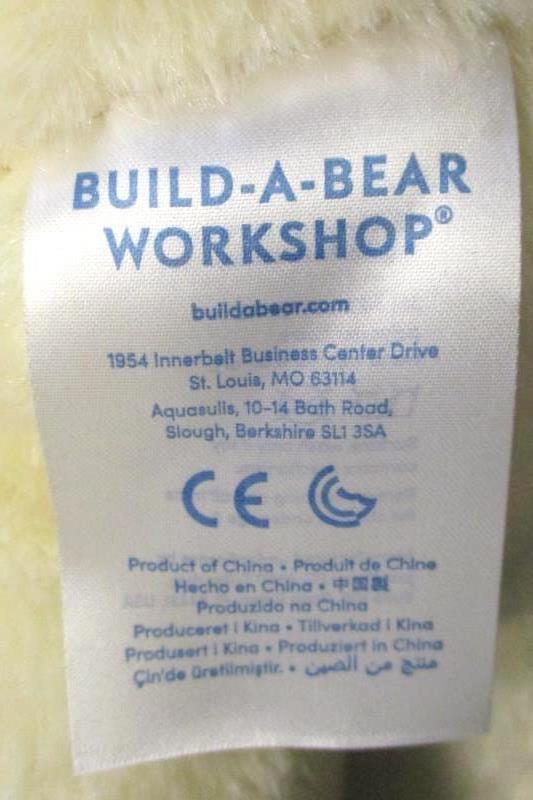 BUILD-A-BEAR
WORKSHOP®
buildabear.com
1954 Innerbelt Business Center Drive
St. Louis, MO 63114
Aquasulis, 10-14 Bath Road,
Slough, Berkshire SL1 3SA
CE
Product of China • Produit de Chine
Hecho en China • 中国製
Produzido na China
Produceret i Kina • Tillverkad i Kina
Produsert i Kina • Produziert in China
Çin'de üretilmiştir. • منتج من الصين